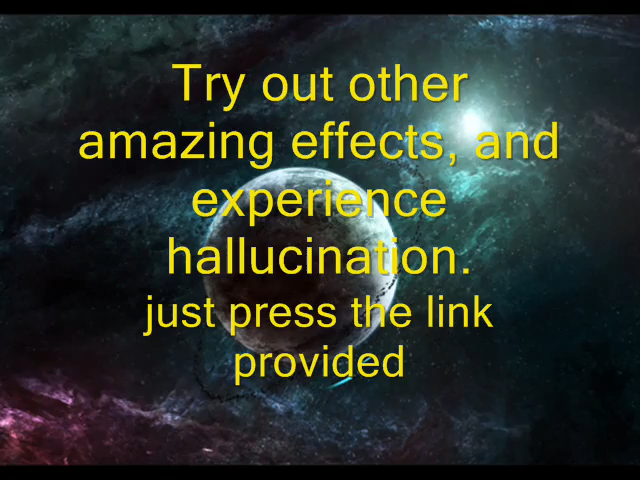 Try out other
amazing effects, and
experience
hallucination.
just press the link
provided